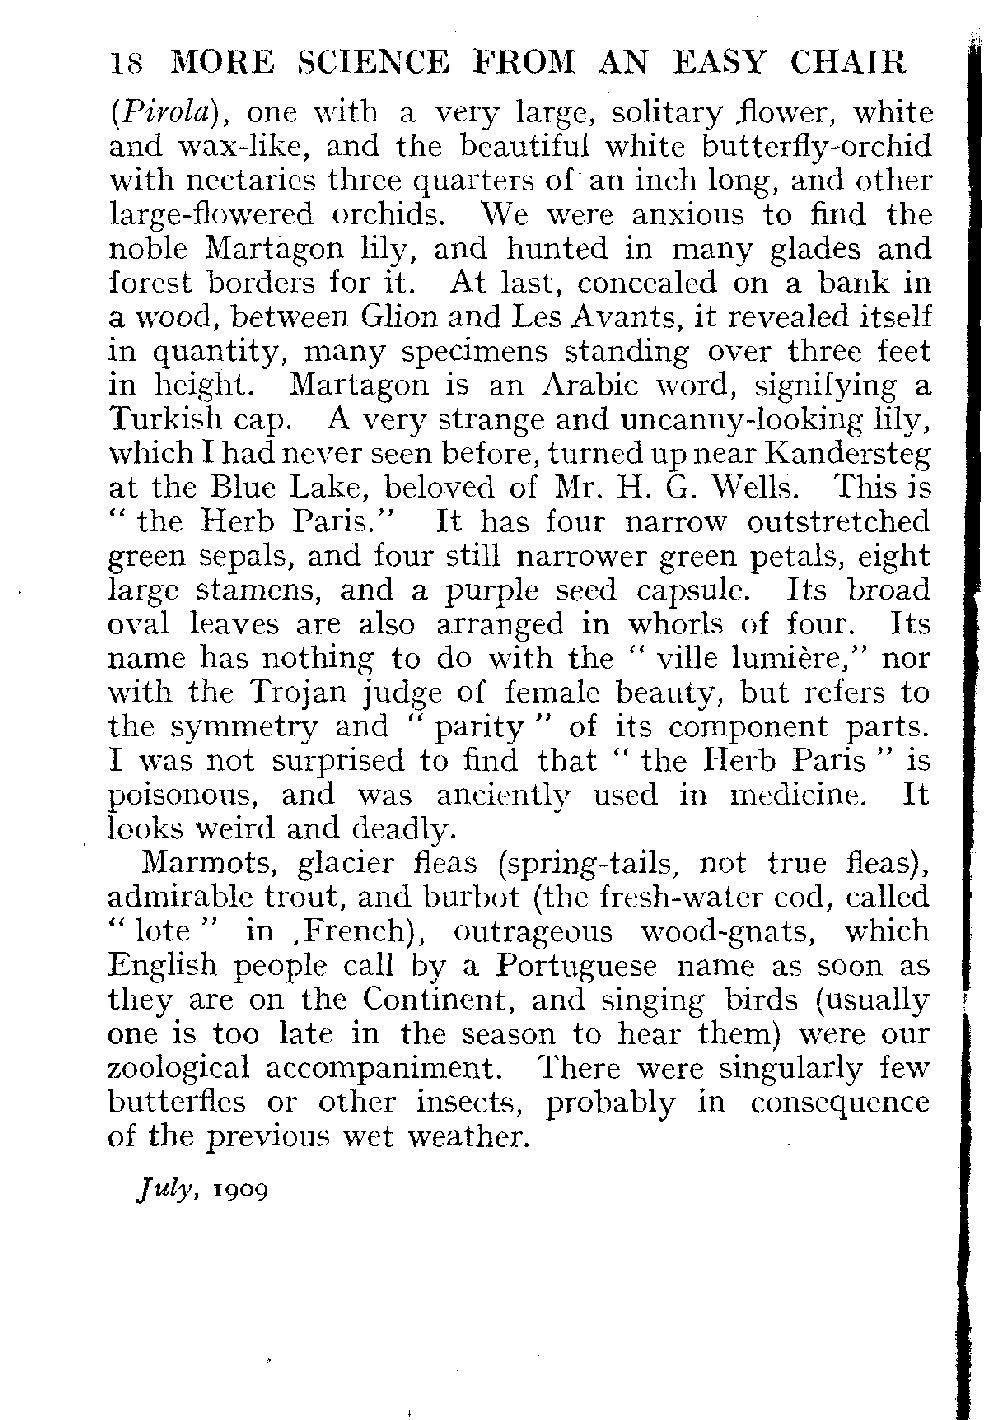 18 MORE SCIENCE FROM AN EASY CHAIR
(Pirola), one with a very large, solitary flower, white
and wax-like, and the beautiful white butterfly-orchid
with nectaries three quarters of an inch long, and other
large-flowered orchids. We were anxious to find the
noble Martagon lily, and hunted in many glades and
forest borders for it. At last, concealed on a bank in
a wood, between Glion and Les Avants, it revealed itself
in quantity, many specimens standing over three feet
in height. Martagon is an Arabic word, signifying a
Turkish cap. A very strange and uncanny-looking lily,
which I had never seen before, turned up near Kandersteg
at the Blue Lake, beloved of Mr. H. G. Wells. This is
“ the Herb Paris.” It has four narrow outstretched
green sepals, and four still narrower green petals, eight
large stamens, and a purple seed capsule. Its broad
oval leaves are also arranged in whorls of four. Its
name has nothing to do with the “ ville lumière,” nor
with the Trojan judge of female beauty, but refers to
the symmetry and “ parity ” of its component parts.
I was not surprised to find that “ the Herb Paris ” is
poisonous, and was anciently used in medicine. It
looks weird and deadly.
Marmots, glacier fleas (spring-tails, not true fleas),
admirable trout, and burbot (the fresh-water cod, called
“ lote ” in French), outrageous wood-gnats, which
English people call by a Portuguese name as soon as
they are on the Continent, and singing birds (usually
one is too late in the season to hear them) were our
zoological accompaniment. There were singularly few
butterflies or other insects, probably in consequence
of the previous wet weather.
July, 1909